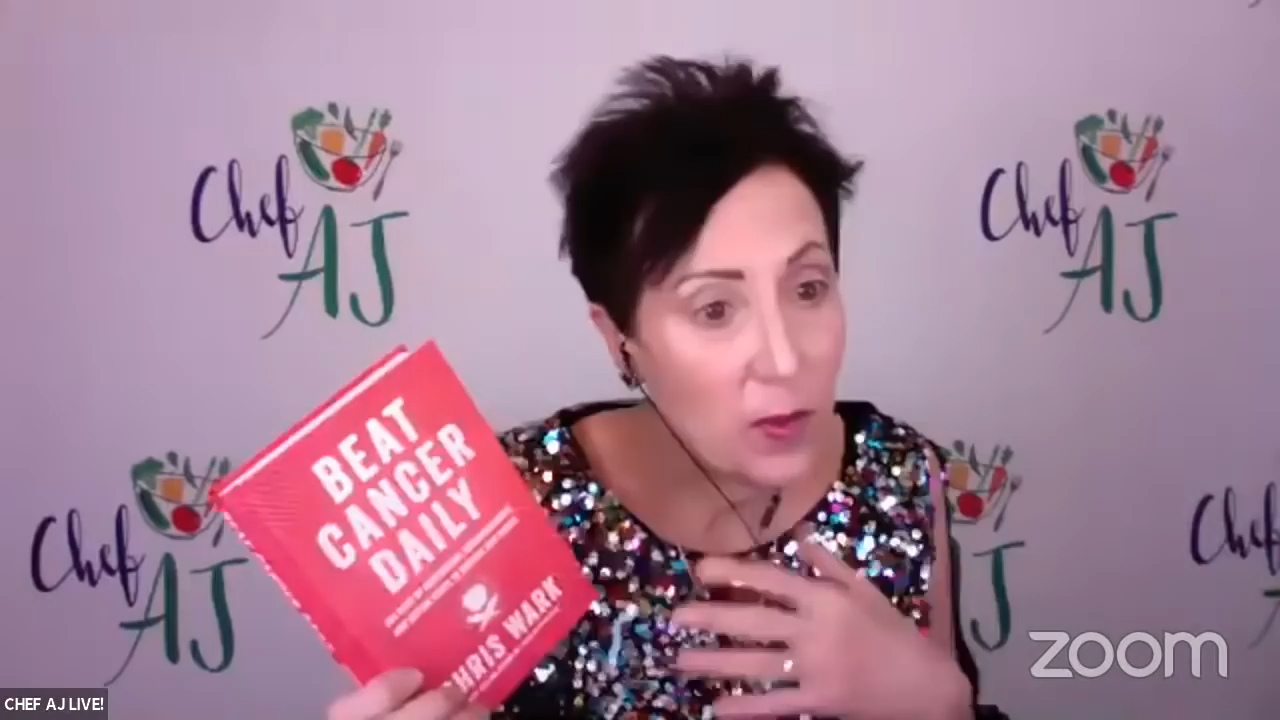 Chef
AJ
Chef
AJ
BEAT
CANCER
DAILY
CHRIS WARK
Chef
AJ
Chef
zoom
CHEF AJ LIVE!